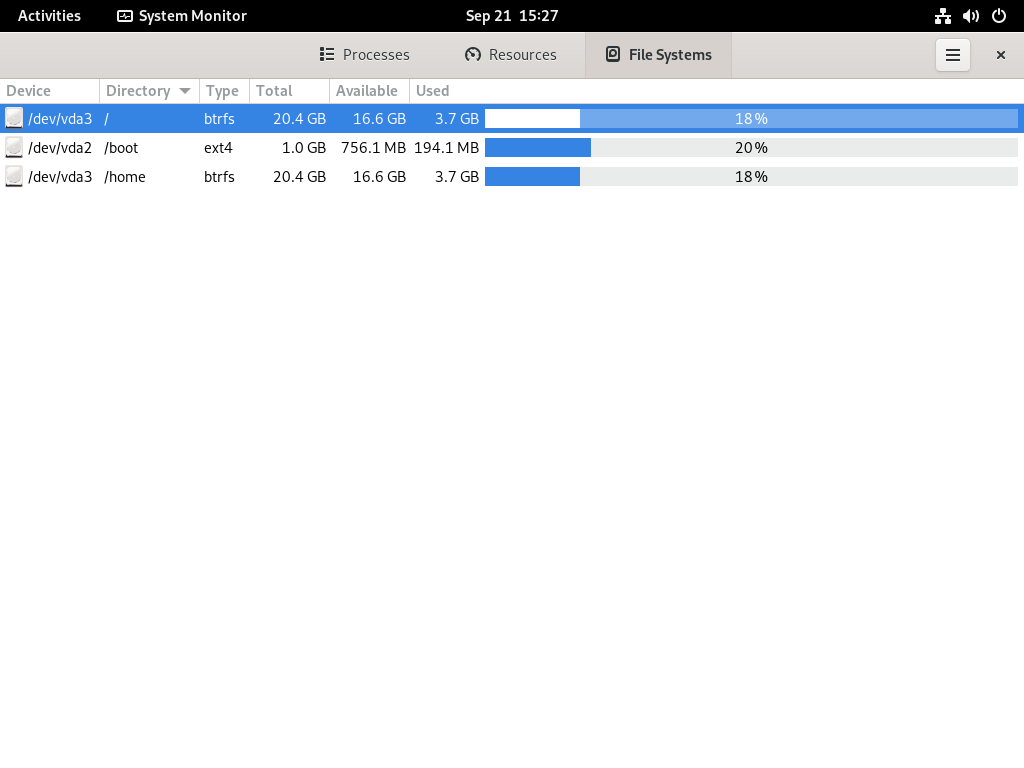 Activities System Monitor Sep 21 15:27
Processes Resources File Systems
Device Directory Type Total Available Used
/dev/vda3 / btrfs 20.4 GB 16.6 GB 3.7 GB 18%
/dev/vda2 /boot ext4 1.0 GB 756.1 MB 194.1 MB 20%
/dev/vda3 /home btrfs 20.4 GB 16.6 GB 3.7 GB 18%